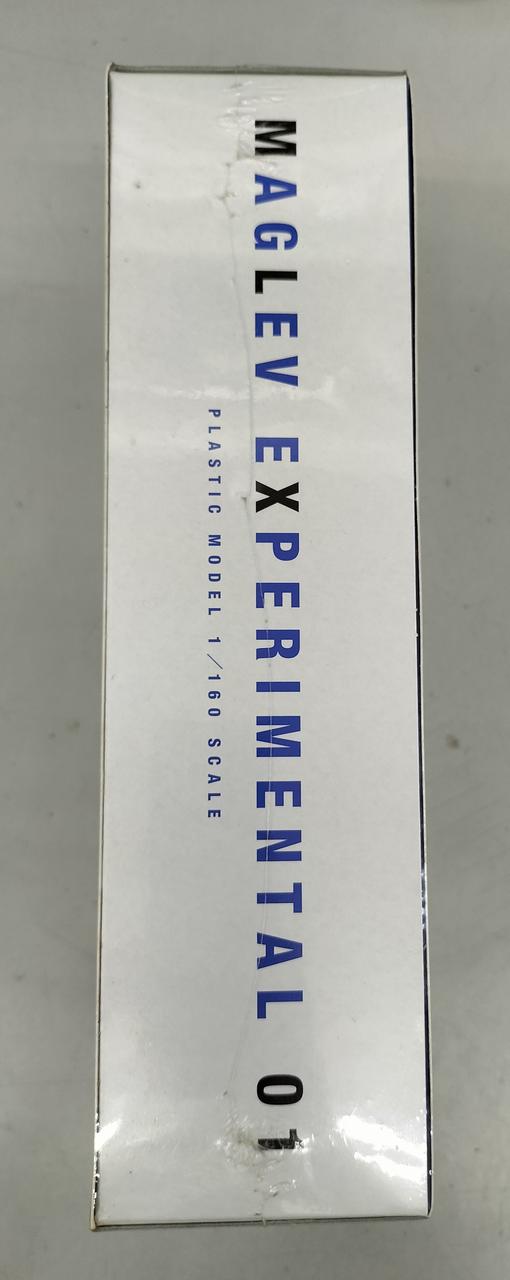 MAGLEV EXPERIMENTAL 01
PLASTIC MODEL 1/160 SCALE